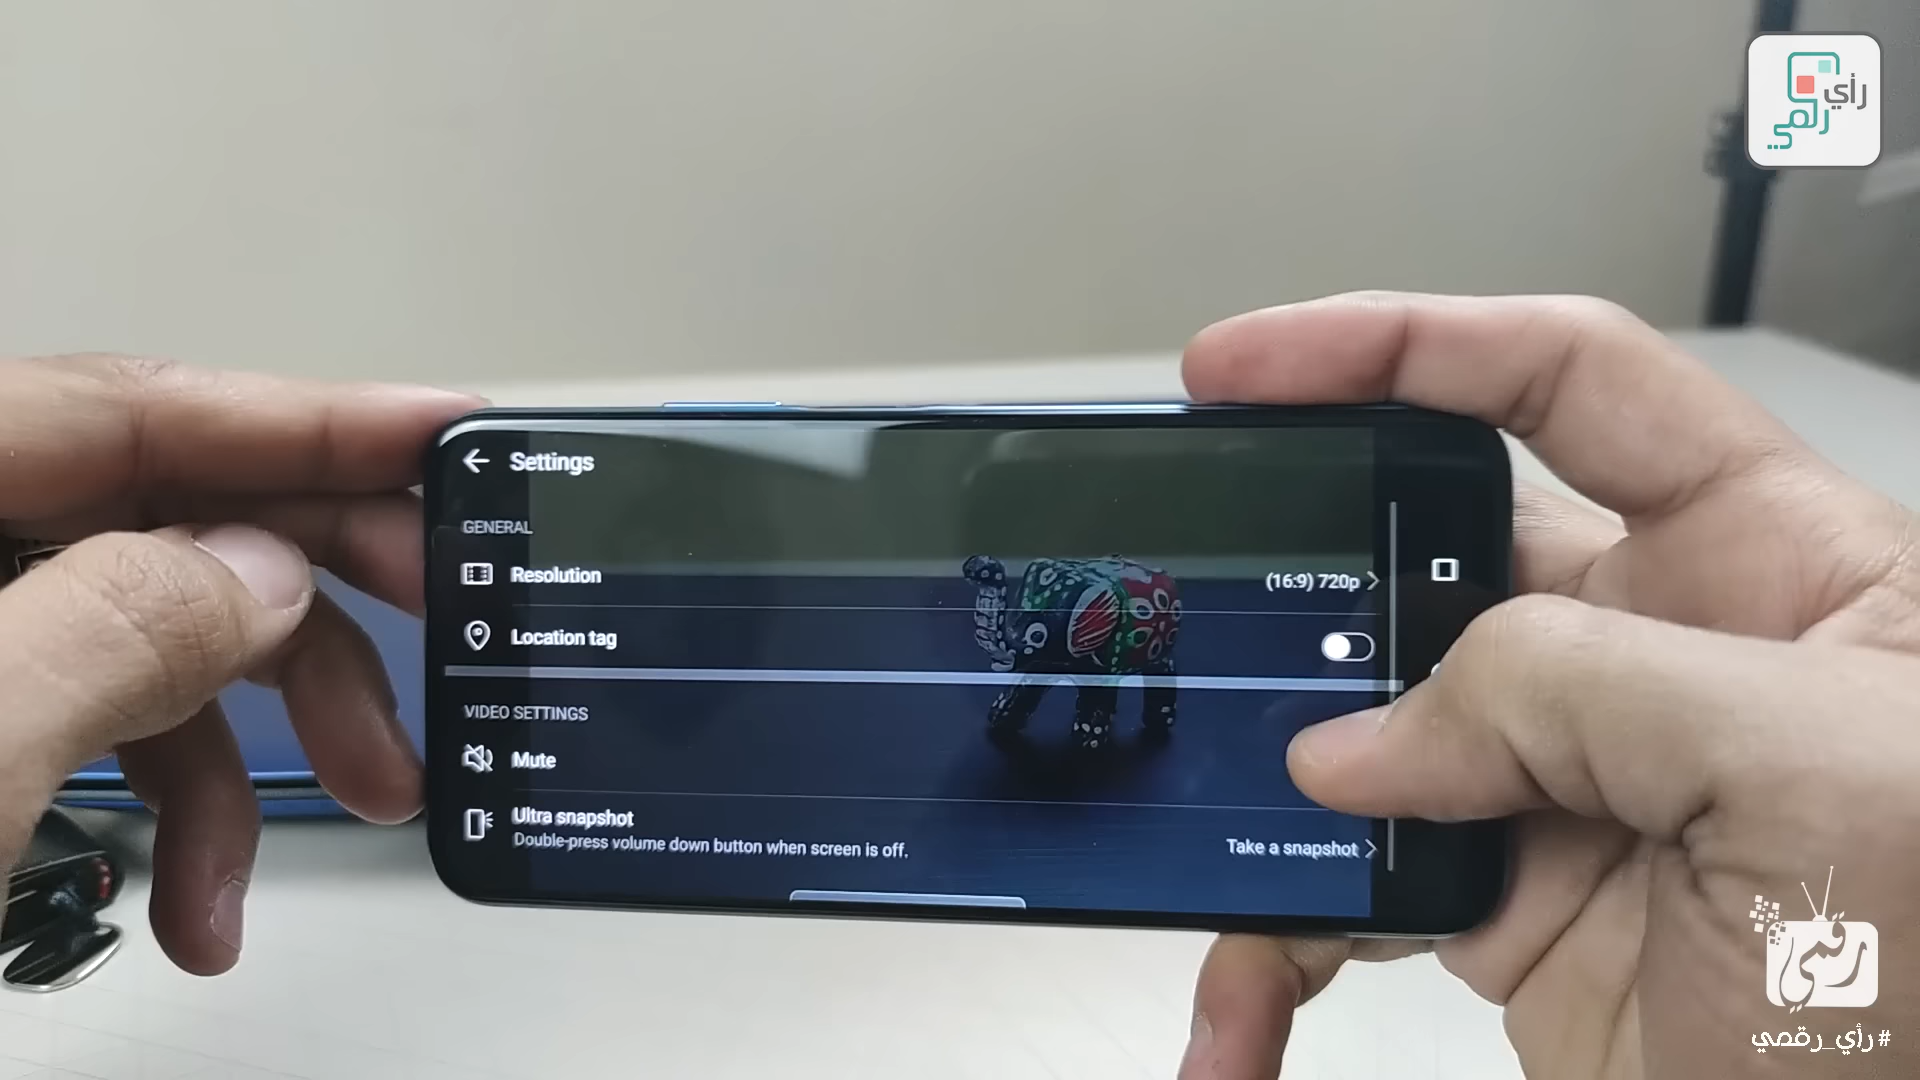 رأي
رقمي
Settings
GENERAL
Resolution
(16:9) 720p
Location tag
VIDEO SETTINGS
Mute
Ultra snapshot
Double-press volume down button when screen is off.
Take a snapshot
رقمي
#رأي_رقمي